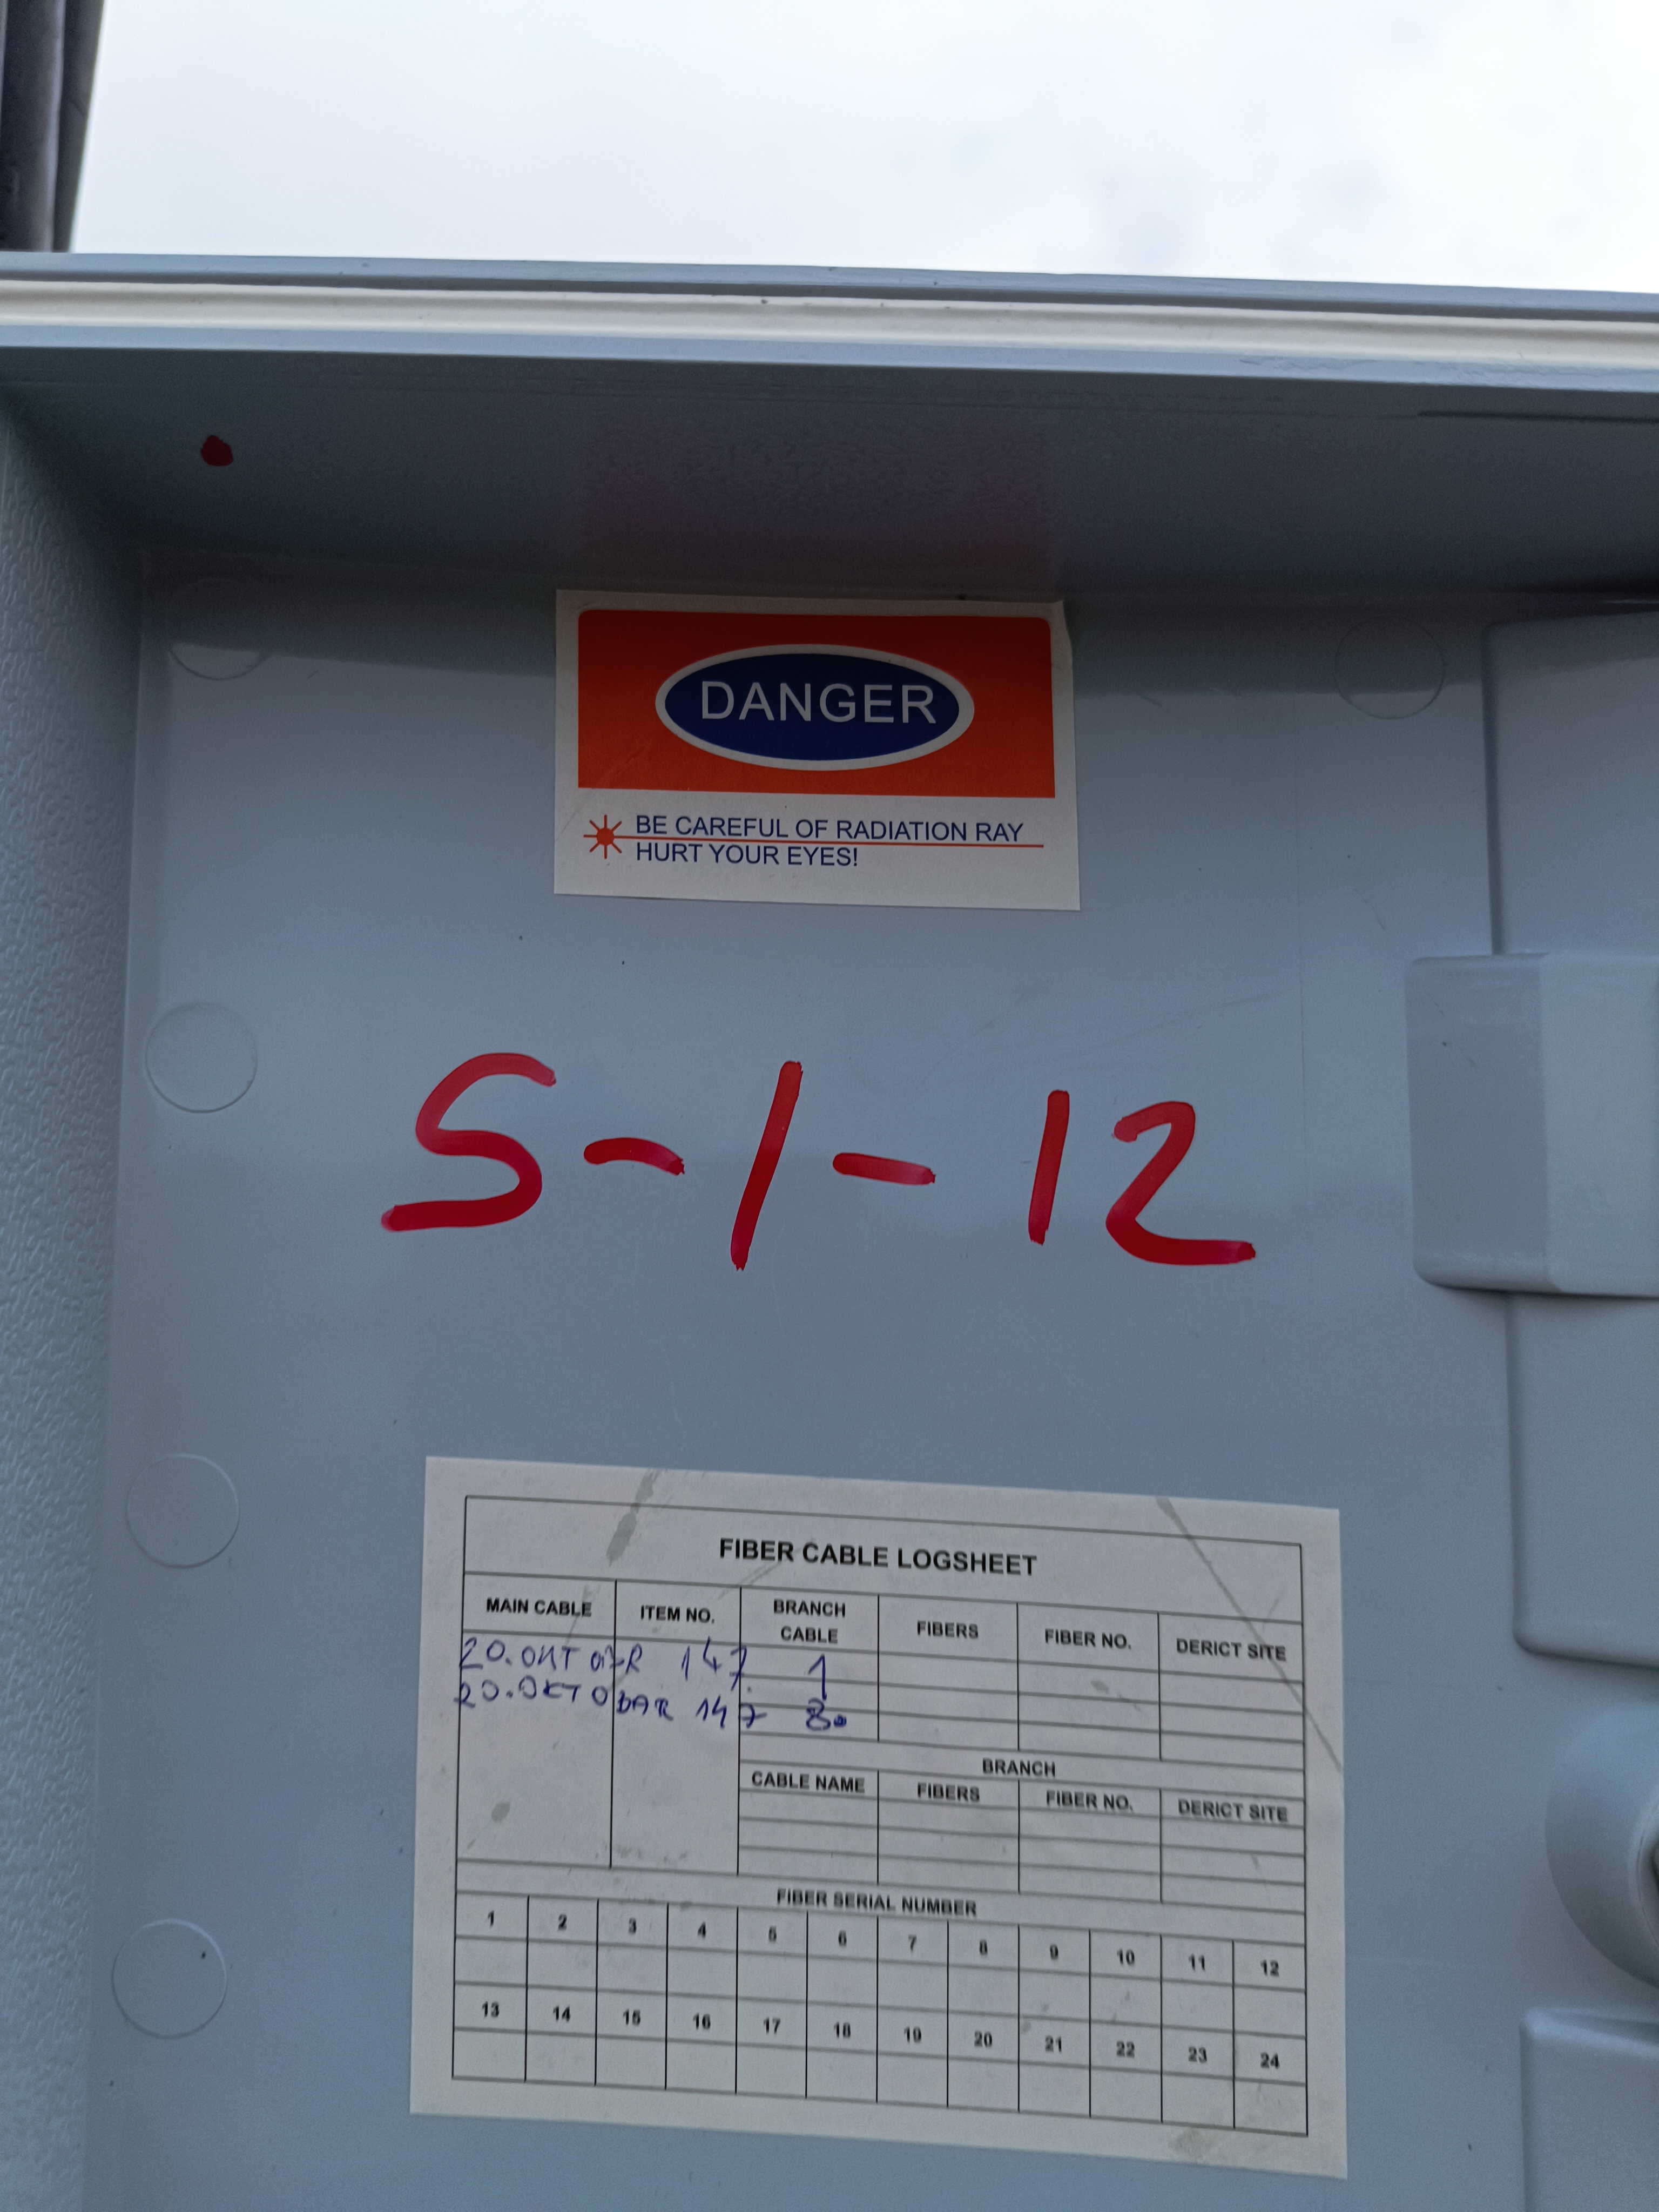 DANGER
BE CAREFUL OF RADIATION RAY
HURT YOUR EYES!
S-1-12
FIBER CABLE LOGSHEET
MAIN CABLE ITEM NO. BRANCH CABLE FIBERS FIBER NO. DERICT SITE
20. 147 1
20.OKTOBAR 147
BRANCH
CABLE NAME FIBERS FIBER NO. DERICT SITE
FIBER SERIAL NUMBER
1 2 3 4 5 6 7 8 9 10 11 12
13 14 15 16 17 18 19 20 21 22 23 24